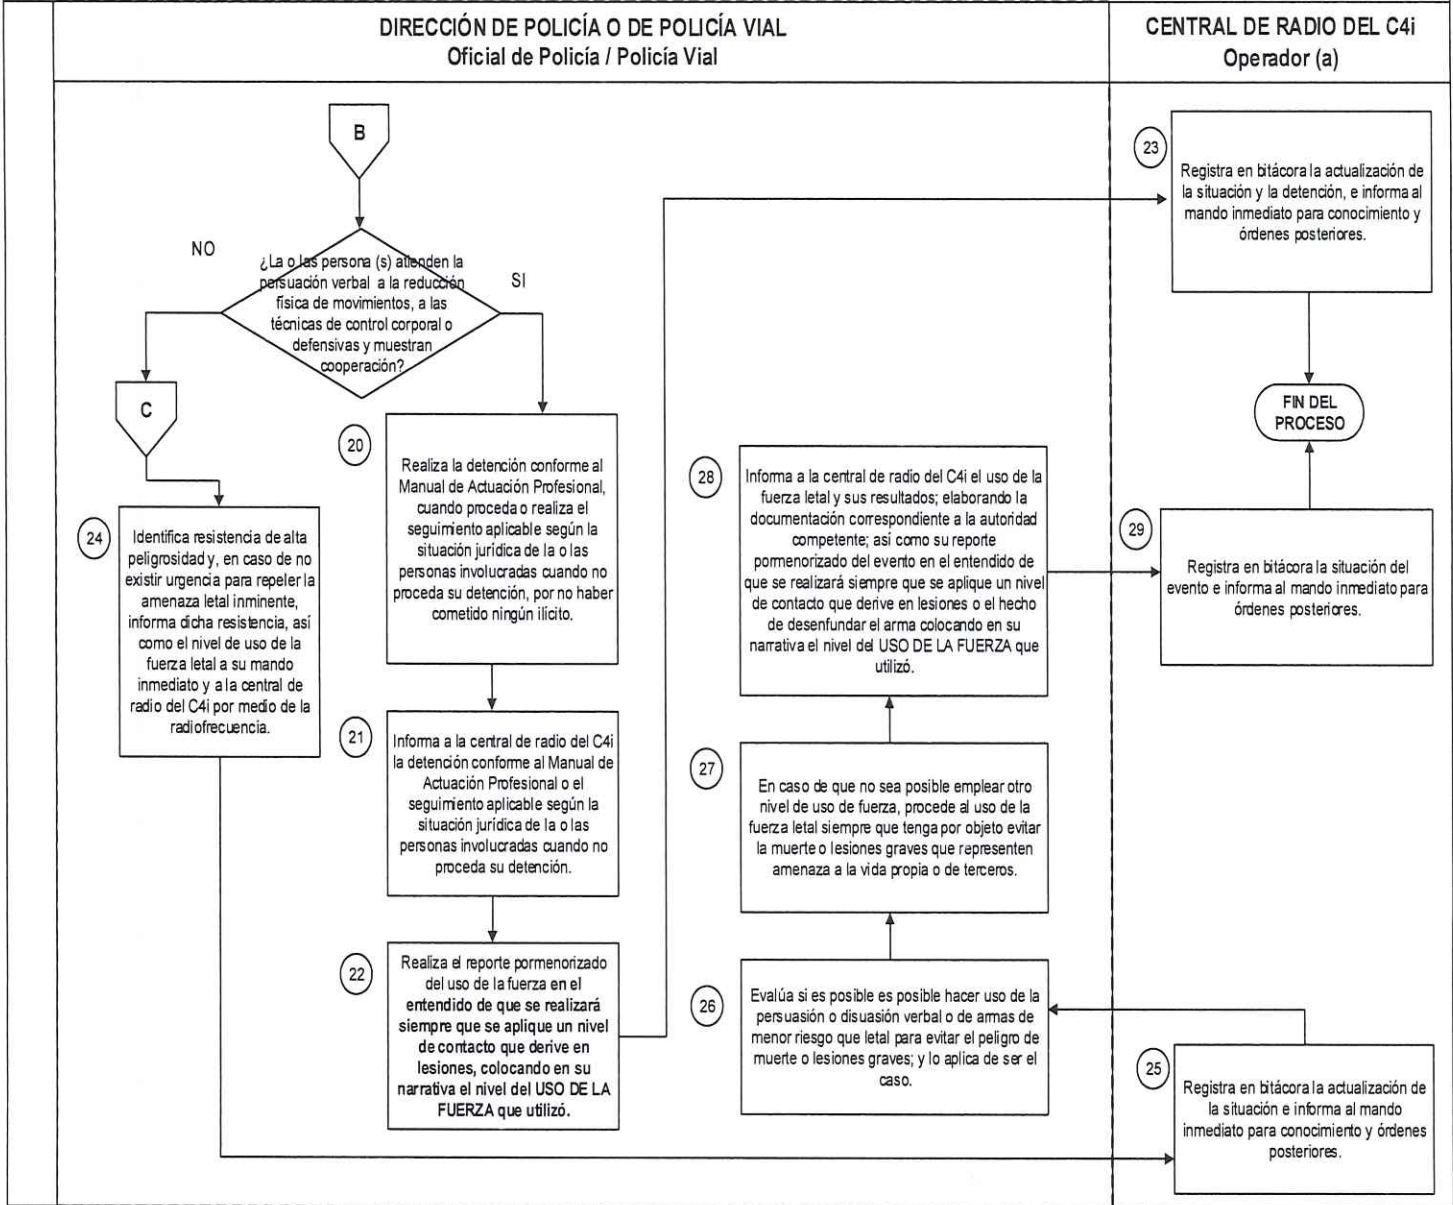 DIRECCIÓN DE POLICÍA O DE POLICÍA VIAL
Oficial de Policía / Policía Vial
CENTRAL DE RADIO DEL C4i
Operador (a)
B
¿La o las persona (s) atienden la
persuación verbal a la reducción
física de movimientos, a las
técnicas de control corporal o
defensivas y muestran
cooperación?
NO
SI
C
24
Identifica resistencia de alta
peligrosidad y, en caso de no
existir urgencia para repeler la
amenaza letal inminente,
informa dicha resistencia, así
como el nivel de uso de la
fuerza letal a su mando
inmediato y a la central de
radio del C4i por medio de la
radiofrecuencia.
20
Realiza la detención conforme al
Manual de Actuación Profesional,
cuando proceda o realiza el
seguimiento aplicable según la
situación jurídica de la o las
personas involucradas cuando no
proceda su detención, por no haber
cometido ningún ilícito.
21
Informa a la central de radio del C4i
la detención conforme al Manual de
Actuación Profesional o el
seguimiento aplicable según la
situación jurídica de la o las
personas involucradas cuando no
proceda su detención.
22
Realiza el reporte pormenorizado
del uso de la fuerza en el
entendido de que se realizará
siempre que se aplique un nivel
de contacto que derive en
lesiones, colocando en su
narrativa el nivel del USO DE LA
FUERZA que utilizó.
23
Registra en bitácora la actualización de
la situación y la detención, e informa al
mando inmediato para conocimiento y
órdenes posteriores.
FIN DEL
PROCESO
28
Informa a la central de radio del C4i el uso de la
fuerza letal y sus resultados; elaborando la
documentación correspondiente a la autoridad
competente; así como su reporte
pormenorizado del evento en el entendido de
que se realizará siempre que se aplique un nivel
de contacto que derive en lesiones o el hecho
de desenfundar el arma colocando en su
narrativa el nivel del USO DE LA FUERZA que
utilizó.
29
Registra en bitácora la situación del
evento e informa al mando inmediato para
órdenes posteriores.
27
En caso de que no sea posible emplear otro
nivel de uso de fuerza, procede al uso de la
fuerza letal siempre que tenga por objeto evitar
la muerte o lesiones graves que representen
amenaza a la vida propia o de terceros.
26
Evalúa si es posible es posible hacer uso de la
persuasión o disuasión verbal o de armas de
menor riesgo que letal para evitar el peligro de
muerte o lesiones graves; y lo aplica de ser el
caso.
25
Registra en bitácora la actualización de
la situación e informa al mando
inmediato para conocimiento y órdenes
posteriores.